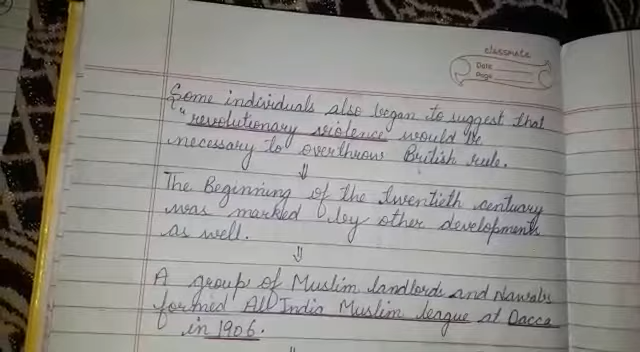 classmate
Date
Page
Some individuals also began to suggest that
"revolutionary violence would be
necessary to overthrow British rule.
⇓
The Beginning of the twentieth centuary
was marked by other developments
as well.
⇓
A group of Muslim landlords and Nawabs
formed All India Muslim league at Dacca
in 1906.